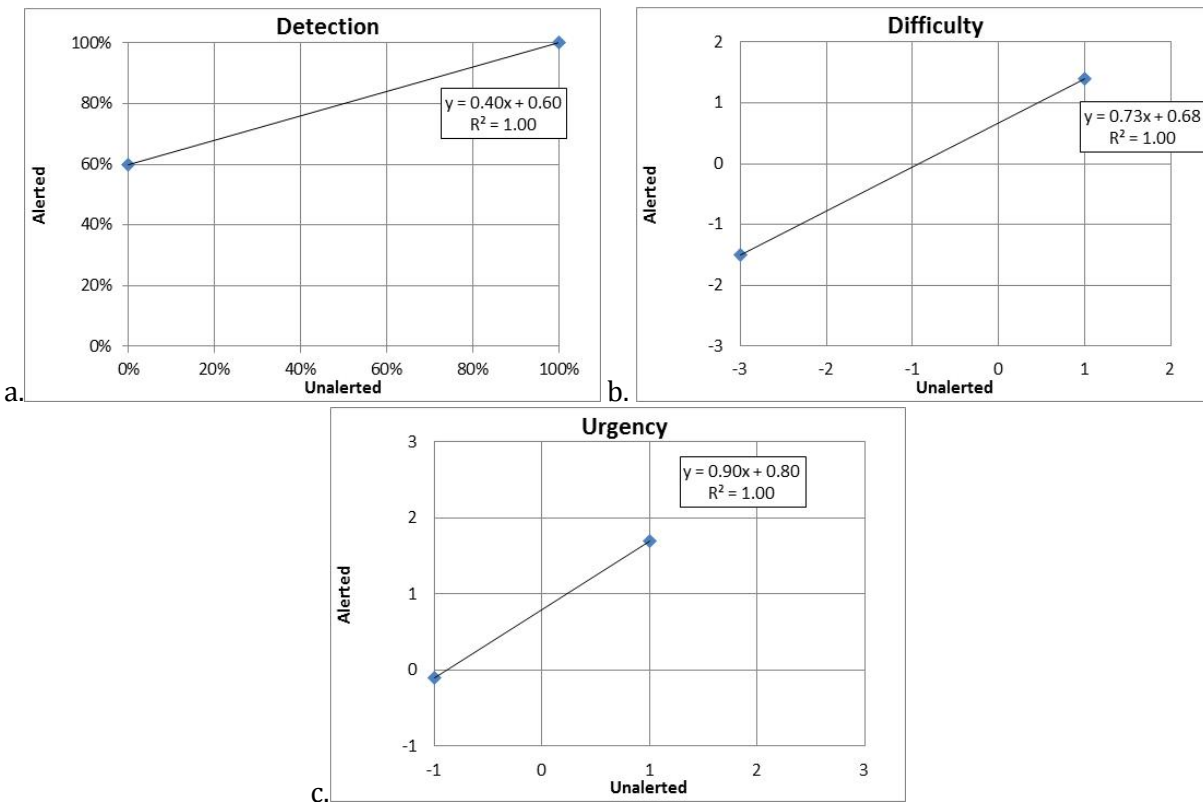 Detection
100%
80%
60%
40%
20%
0%
Alerted
y = 0.40x + 0.60
R² = 1.00
0% 20% 40% 60% 80% 100%
Unalerted
a.
Difficulty
2
1
0
-1
-2
-3
Alerted
y = 0.73x + 0.68
R² = 1.00
-3 -2 -1 0 1 2
Unalerted
b.
Urgency
3
2
1
0
-1
Alerted
y = 0.90x + 0.80
R² = 1.00
-1 0 1 2 3
Unalerted
c.